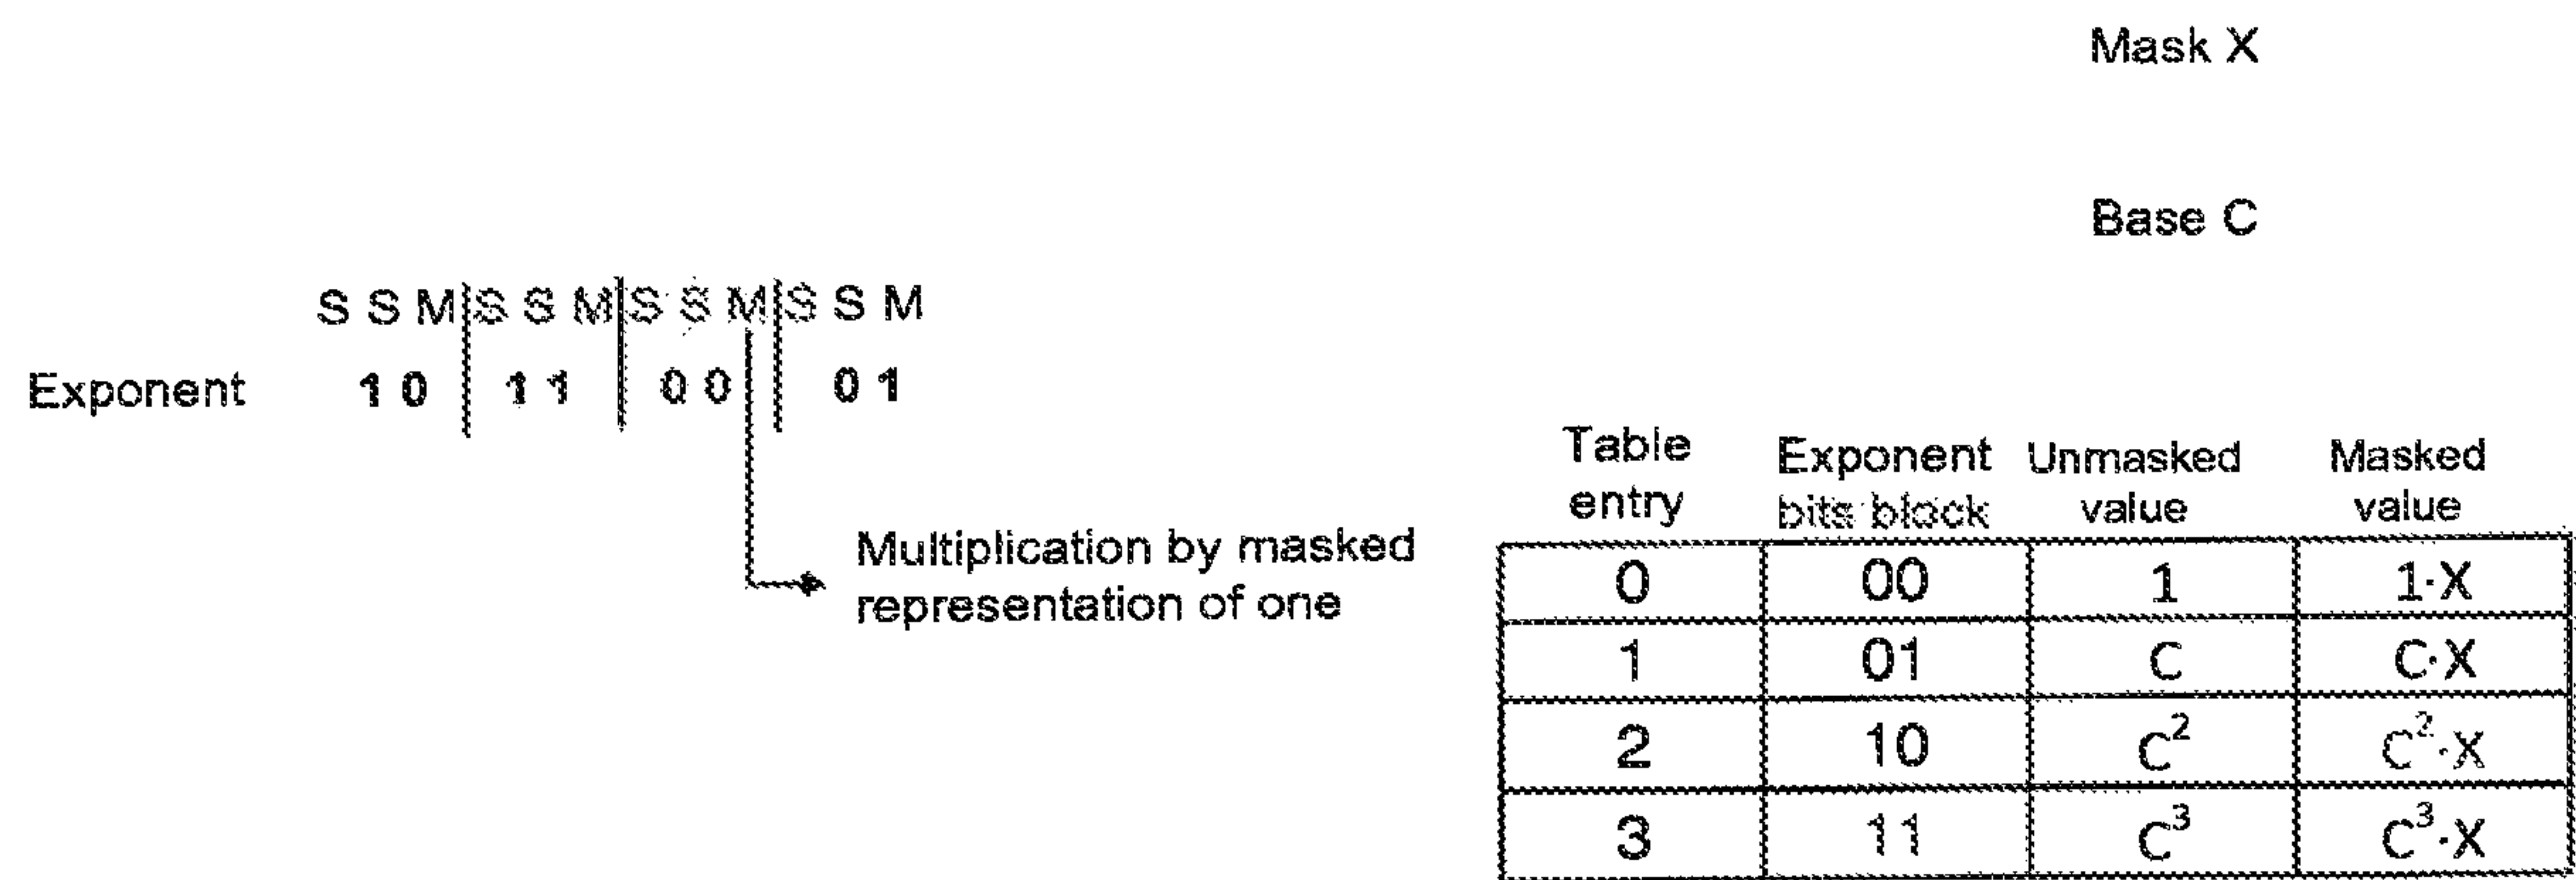 Mask X
Base C
S S M S S M S S M S S M
Exponent 1 0 1 1 0 0 0 1
Multiplication by masked
representation of one
Table entry Exponent bits block Unmasked value Masked value
0 00 1 1·X
1 01 C C·X
2 10 C² C²·X
3 11 C³ C³·X